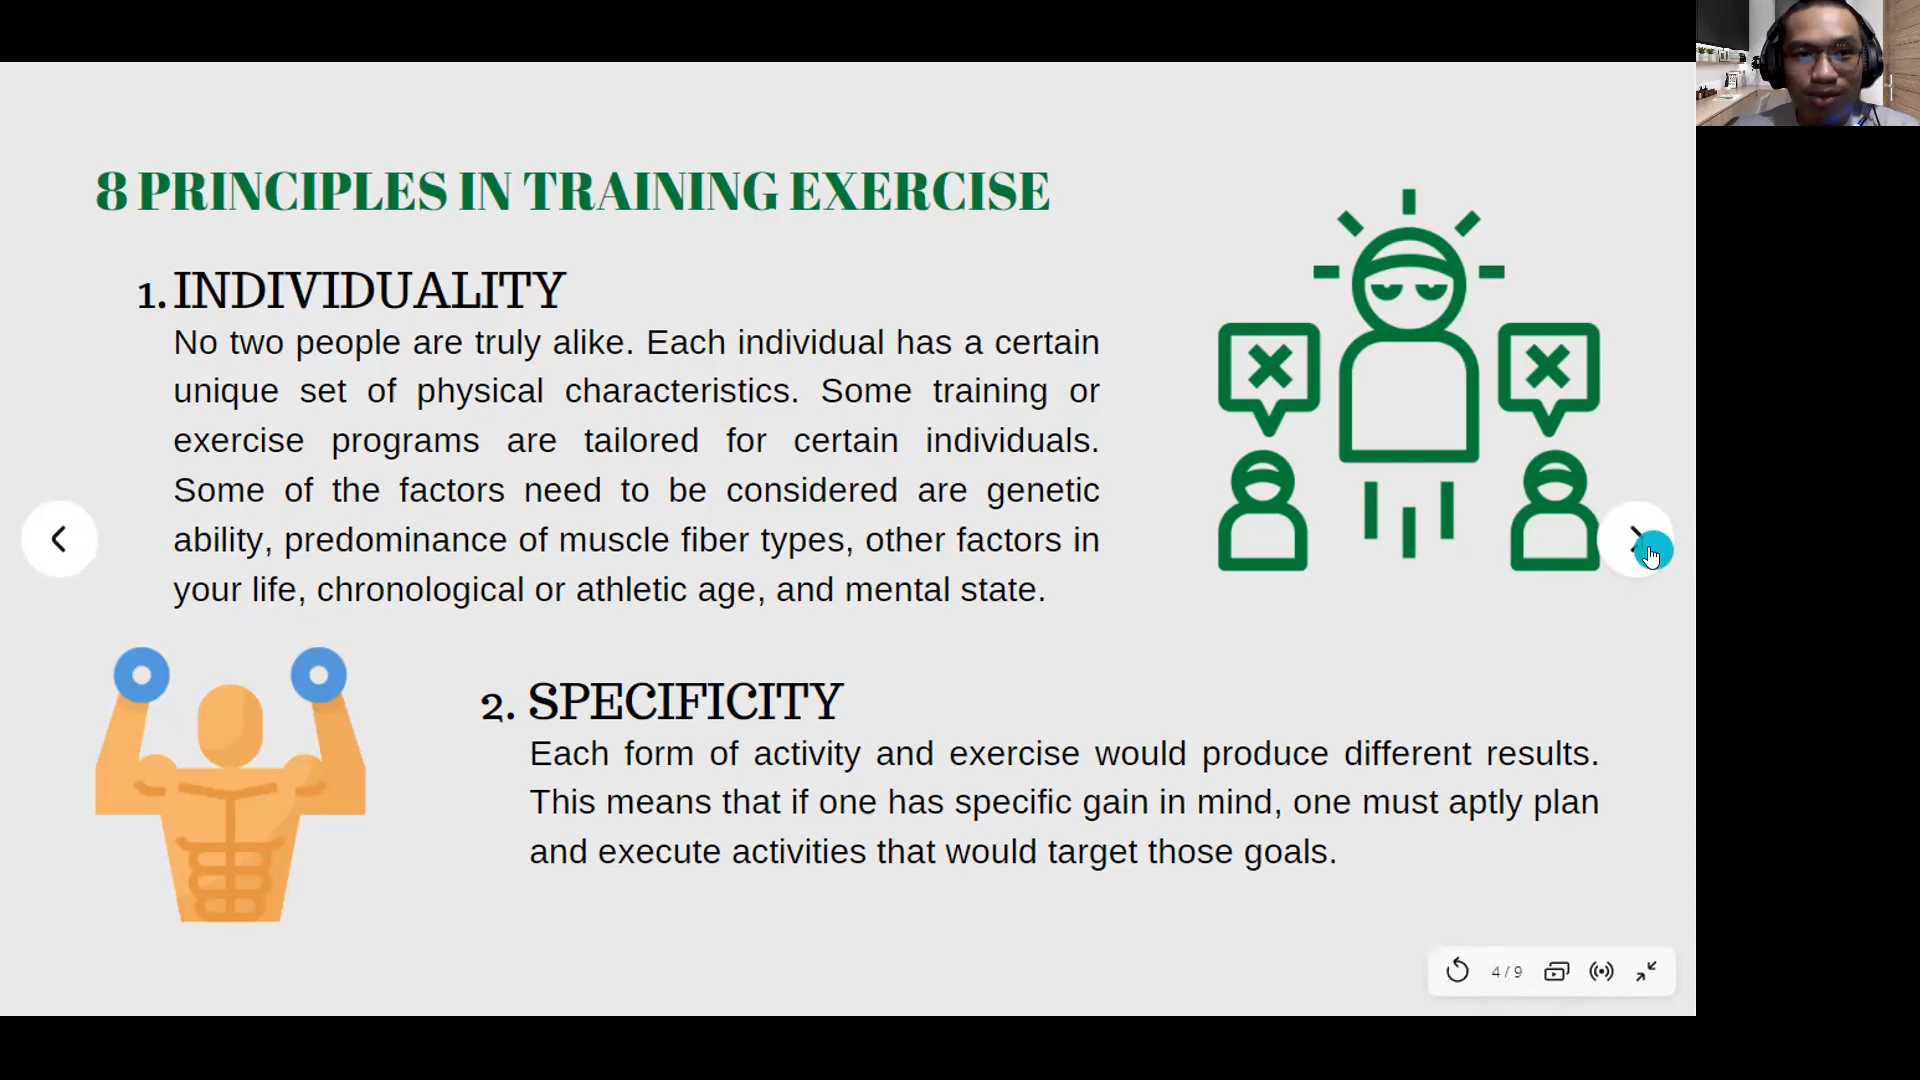 8 PRINCIPLES IN TRAINING EXERCISE
1. INDIVIDUALITY
No two people are truly alike. Each individual has a certain
unique set of physical characteristics. Some training or
exercise programs are tailored for certain individuals.
Some of the factors need to be considered are genetic
ability, predominance of muscle fiber types, other factors in
your life, chronological or athletic age, and mental state.
2. SPECIFICITY
Each form of activity and exercise would produce different results.
This means that if one has specific gain in mind, one must aptly plan
and execute activities that would target those goals.
4 / 9